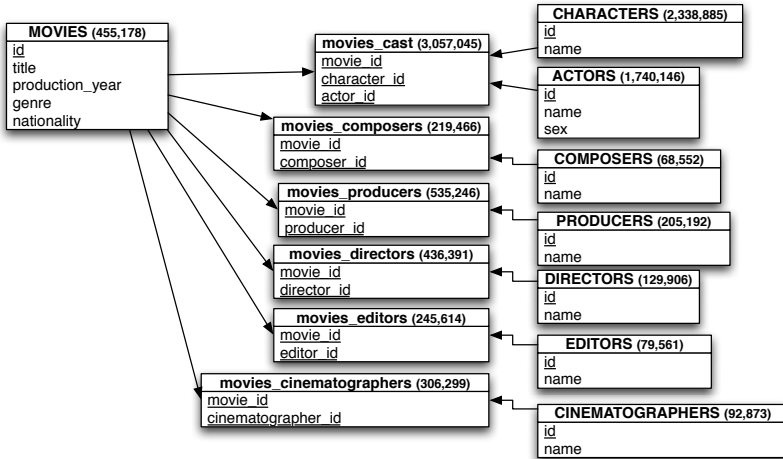 MOVIES (455,178)
id
title
production_year
genre
nationality
movies_cast (3,057,045)
movie_id
character_id
actor_id
movies_composers (219,466)
movie_id
composer_id
movies_producers (535,246)
movie_id
producer_id
movies_directors (436,391)
movie_id
director_id
movies_editors (245,614)
movie_id
editor_id
movies_cinematographers (306,299)
movie_id
cinematographer_id
CHARACTERS (2,338,885)
id
name
ACTORS (1,740,146)
id
name
sex
COMPOSERS (68,552)
id
name
PRODUCERS (205,192)
id
name
DIRECTORS (129,906)
id
name
EDITORS (79,561)
id
name
CINEMATOGRAPHERS (92,873)
id
name